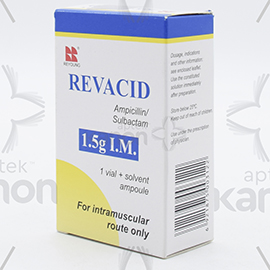 REYOUNG
REVACID
Ampicillin/
Sulbactam
1.5g I.M.
1 vial + solvent
ampoule
For intramuscular
route only
Dosage, indications
and other information:
see enclosed leaflet.
Use the constituted
solution immediately
after preparation.
Store below 25°C.
Keep out of reach of children
Use under the prescription